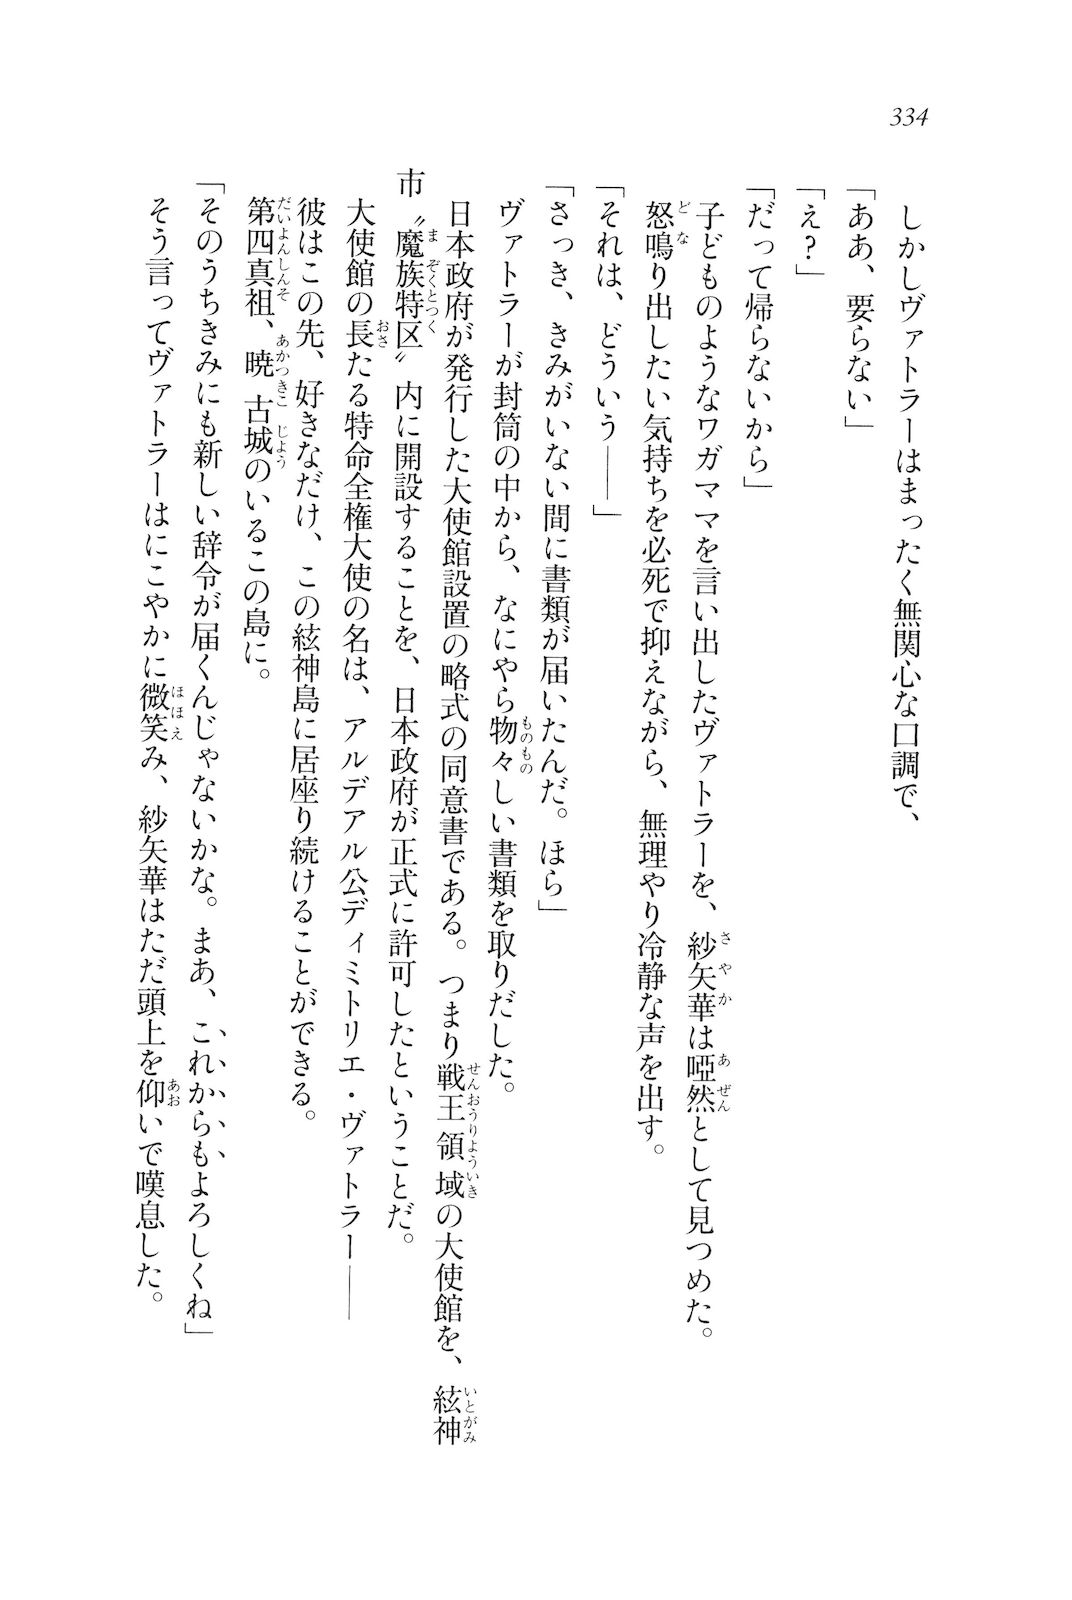 334
しかしヴァトラーはまったく無関心な口調で、
「ああ、要らない」
「え？」
「だって帰らないから」
子どものようなワガママを言い出したヴァトラーを、紗矢華は啞然として見つめた。
怒鳴り出したい気持ちを必死で抑えながら、無理やり冷静な声を出す。
「それは、どういう――」
「さっき、きみがいない間に書類が届いたんだ。ほら」
ヴァトラーが封筒の中から、なにやら物々しい書類を取りだした。
日本政府が発行した大使館設置の略式の同意書である。つまり戦王領域の大使館を、絃神
市〝魔族特区〟内に開設することを、日本政府が正式に許可したということだ。
大使館の長たる特命全権大使の名は、アルデアル公ディミトリエ・ヴァトラー――
彼はこの先、好きなだけ、この絃神島に居座り続けることができる。
第四真祖、暁古城のいるこの島に。
「そのうちきみにも新しい辞令が届くんじゃないかな。まあ、これからもよろしくね」
そう言ってヴァトラーはにこやかに微笑み、紗矢華はただ頭上を仰いで嘆息した。